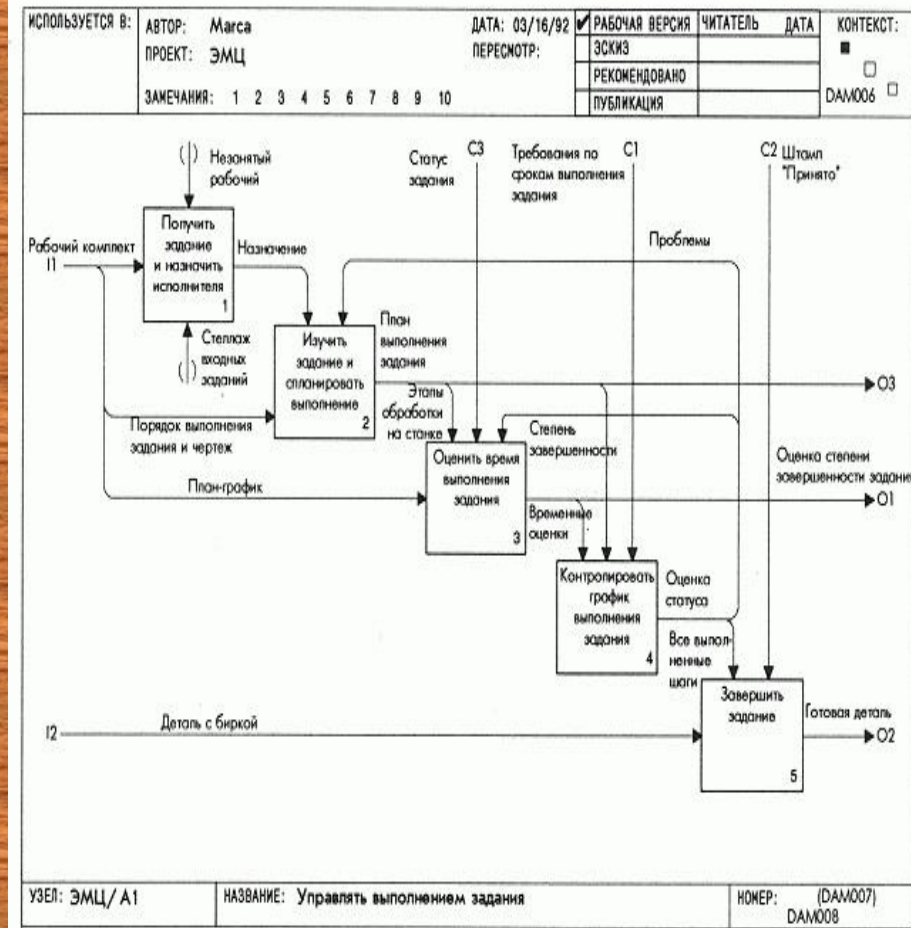 ИСПОЛЬЗУЕТСЯ В:
АВТОР: Marca
ДАТА: 03/16/92
ПРОЕКТ: ЭМЦ
ПЕРЕСМОТР:
ЗАМЕЧАНИЯ: 1 2 3 4 5 6 7 8 9 10
✔ РАБОЧАЯ ВЕРСИЯ
ЭСКИЗ
РЕКОМЕНДОВАНО
ПУБЛИКАЦИЯ
ЧИТАТЕЛЬ ДАТА
КОНТЕКСТ:
DAM006
Незанятый
рабочий
C3
Статус
задания
Требования по
срокам выполнения
задания
C1
C2 Штамп
"Принято"
Рабочий комплект
I1
Получить
задание
и назначить
исполнителя
1
Назначение
Проблемы
Стеллаж
входных
заданий
Изучить
задание и
спланировать
выполнение
2
План
выполнения
задания
O3
Этапы
обработки
на станке
Порядок выполнения
задания и чертеж
Степень
завершенности
Оценить время
выполнения
задания
3
Оценка степени
завершенности задание
O1
План-график
Временные
оценки
Контролировать
график
выполнения
задания
4
Оценка
статуса
Все выпол-
ненные
шаги
Завершить
задание
5
I2
Деталь с биркой
Готовая деталь
O2
УЗЕЛ: ЭМЦ/A1
НАЗВАНИЕ: Управлять выполнением задания
НОМЕР: (DAM007)
DAM008